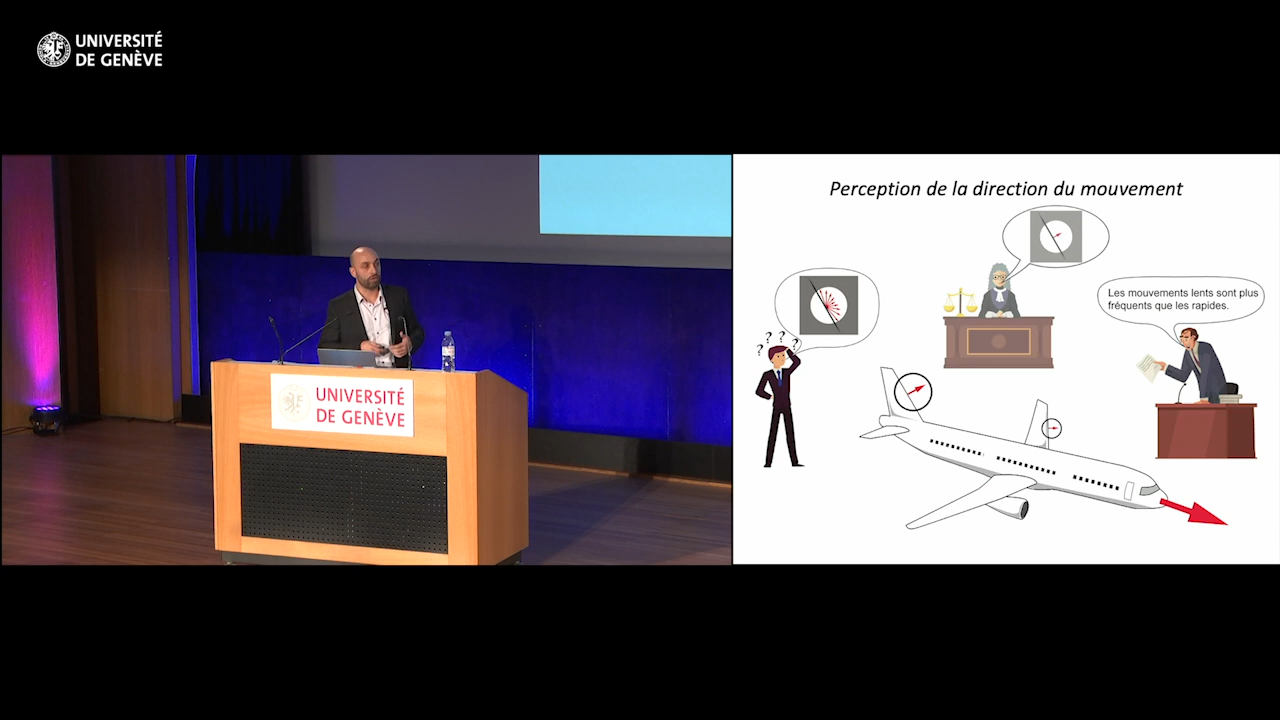 UNIVERSITÉ
DE GENÈVE
UNIVERSITÉ
DE GENÈVE
Perception de la direction du mouvement
Les mouvements lents sont plus
fréquents que les rapides.
? ? ? ?